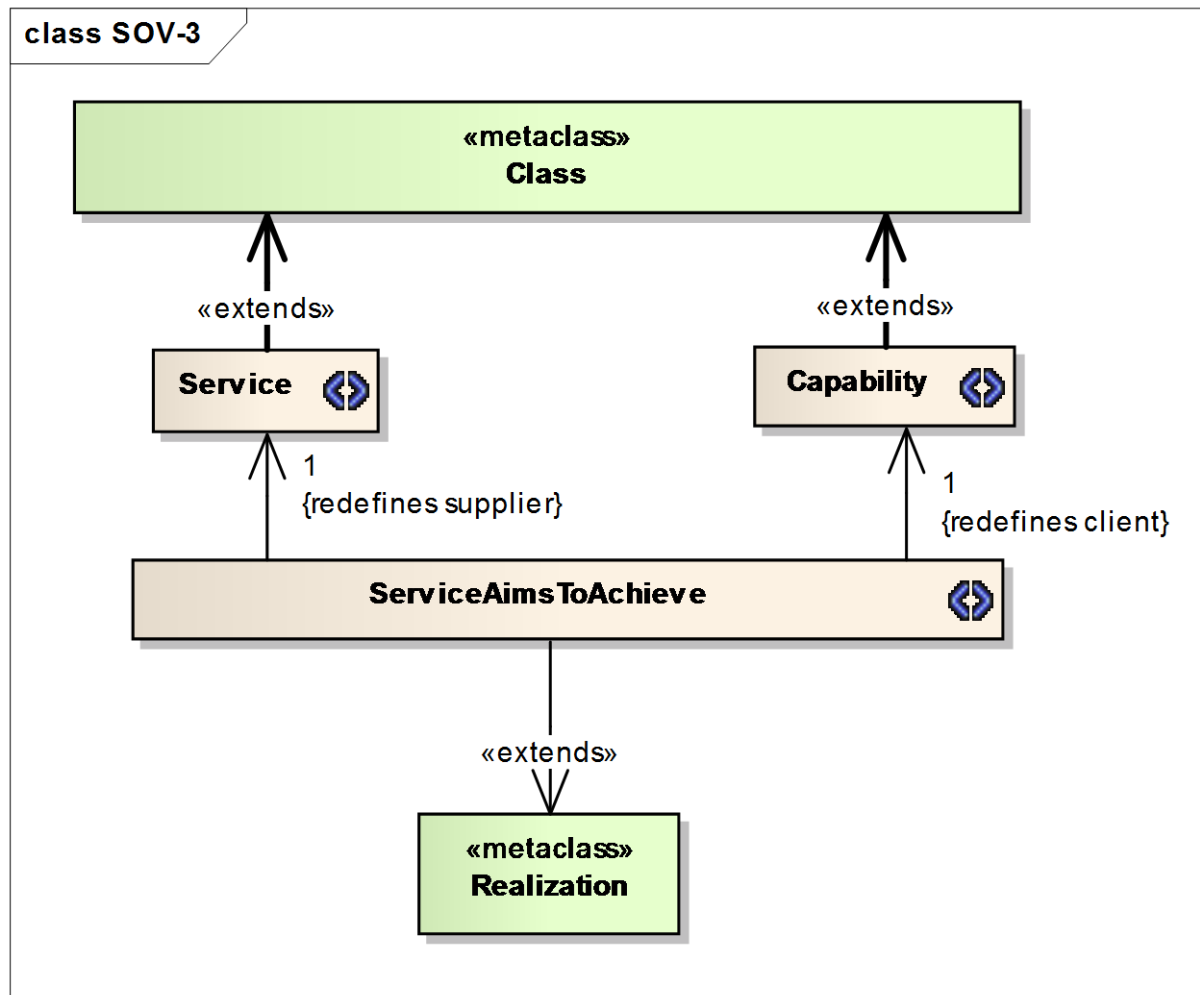 class SOV-3
«metaclass»
Class
«extends»
«extends»
Service
Capability
1
{redefines supplier}
1
{redefines client}
ServiceAimsToAchieve
«extends»
«metaclass»
Realization